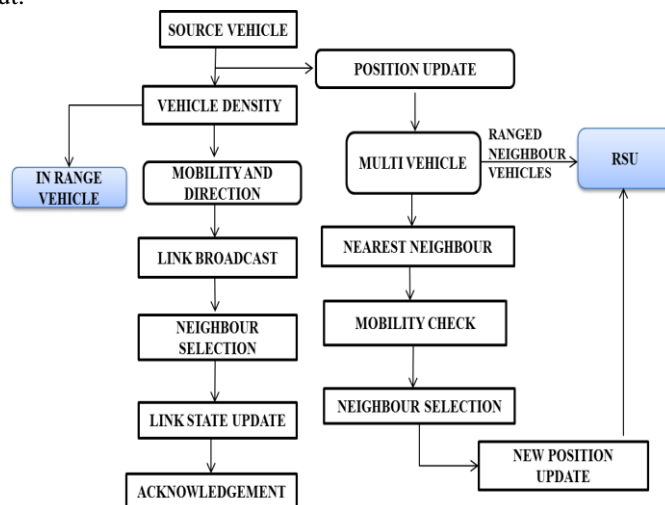 ut.
SOURCE VEHICLE
POSITION UPDATE
VEHICLE DENSITY
IN RANGE
VEHICLE
MOBILITY AND
DIRECTION
MULTI VEHICLE
RANGED
NEIGHBOUR
VEHICLES
RSU
LINK BROADCAST
NEAREST NEIGHBOUR
NEIGHBOUR
SELECTION
MOBILITY CHECK
LINK STATE UPDATE
NEIGHBOUR SELECTION
NEW POSITION
UPDATE
ACKNOWLEDGEMENT